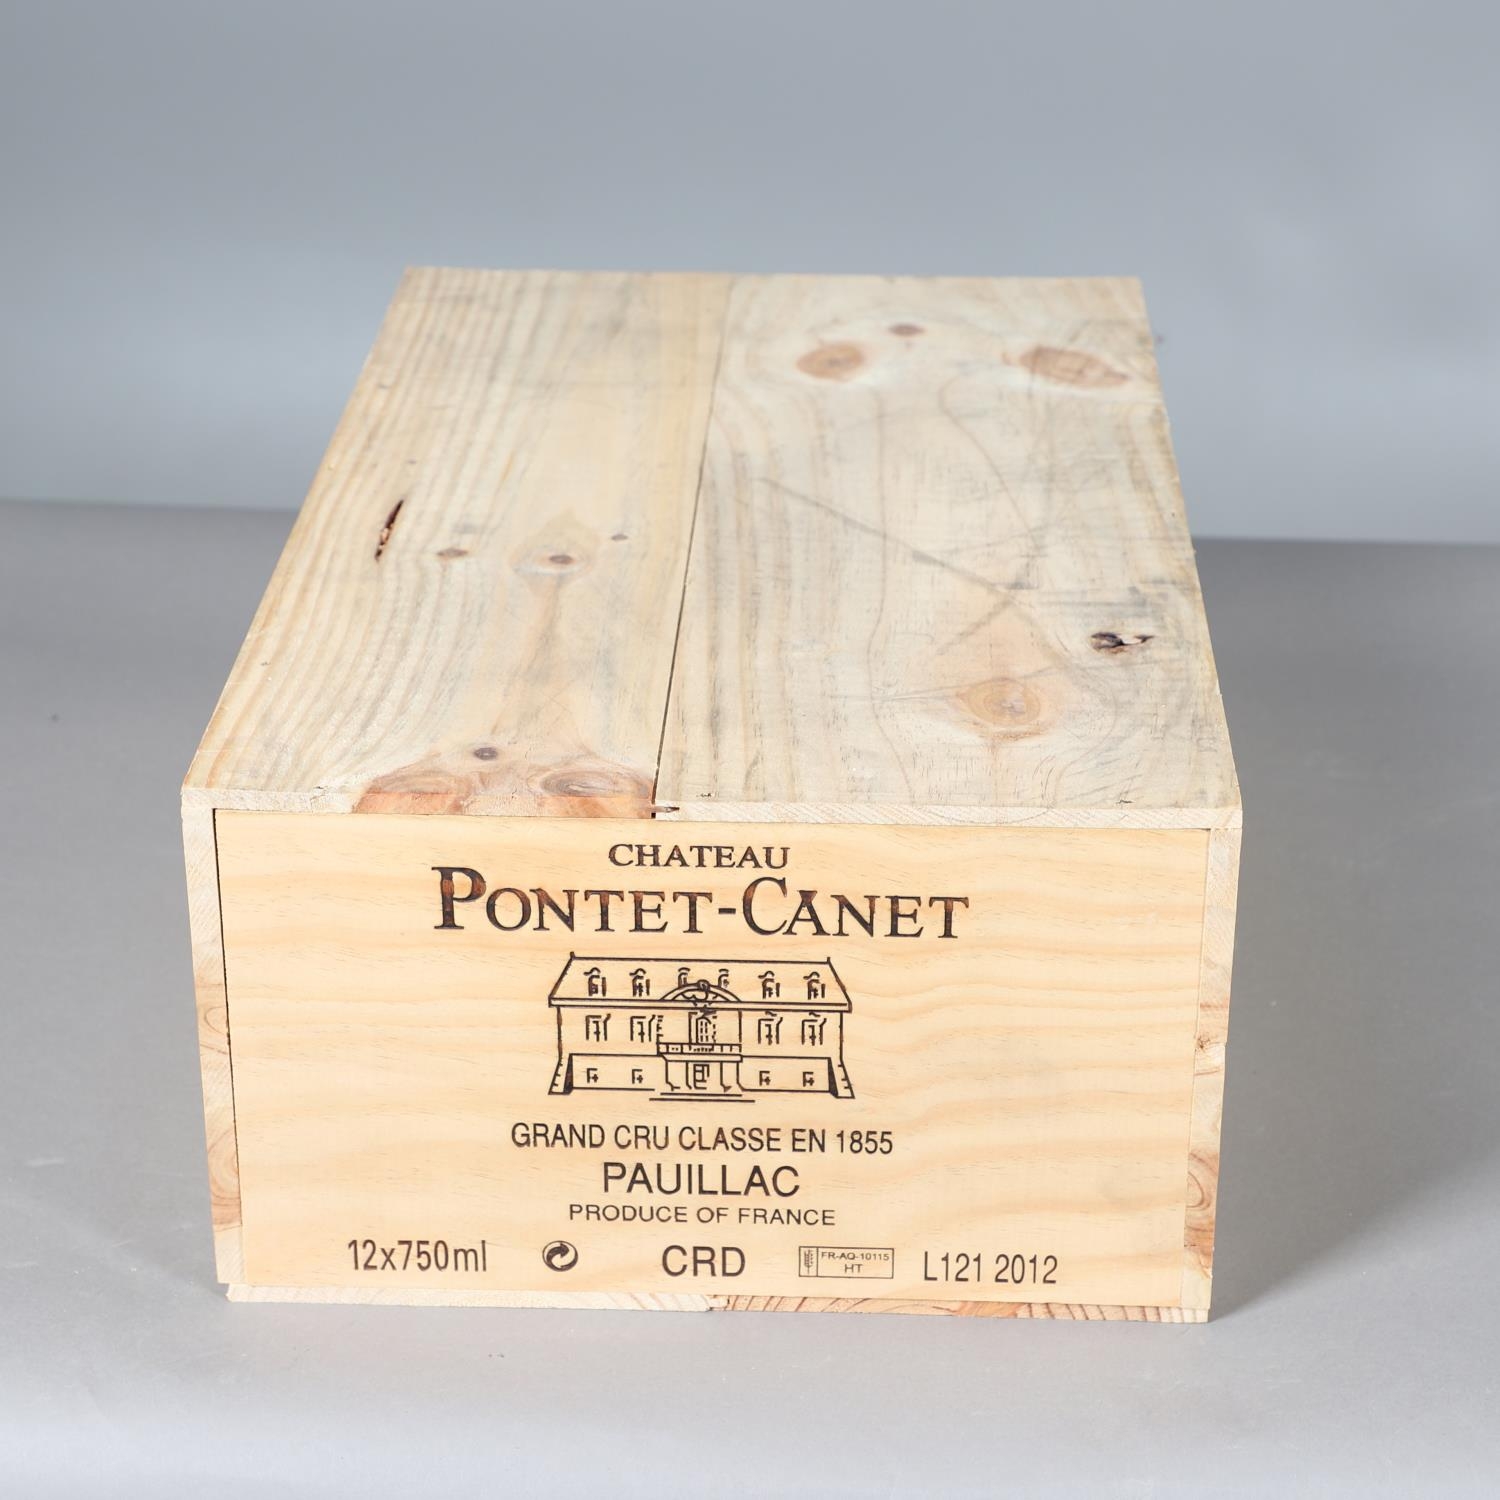 CHATEAU
PONTET-CANET
GRAND CRU CLASSE EN 1855
PAUILLAC
PRODUCE OF FRANCE
12x750ml CRD FR-AQ-10115 L121 2012
HT